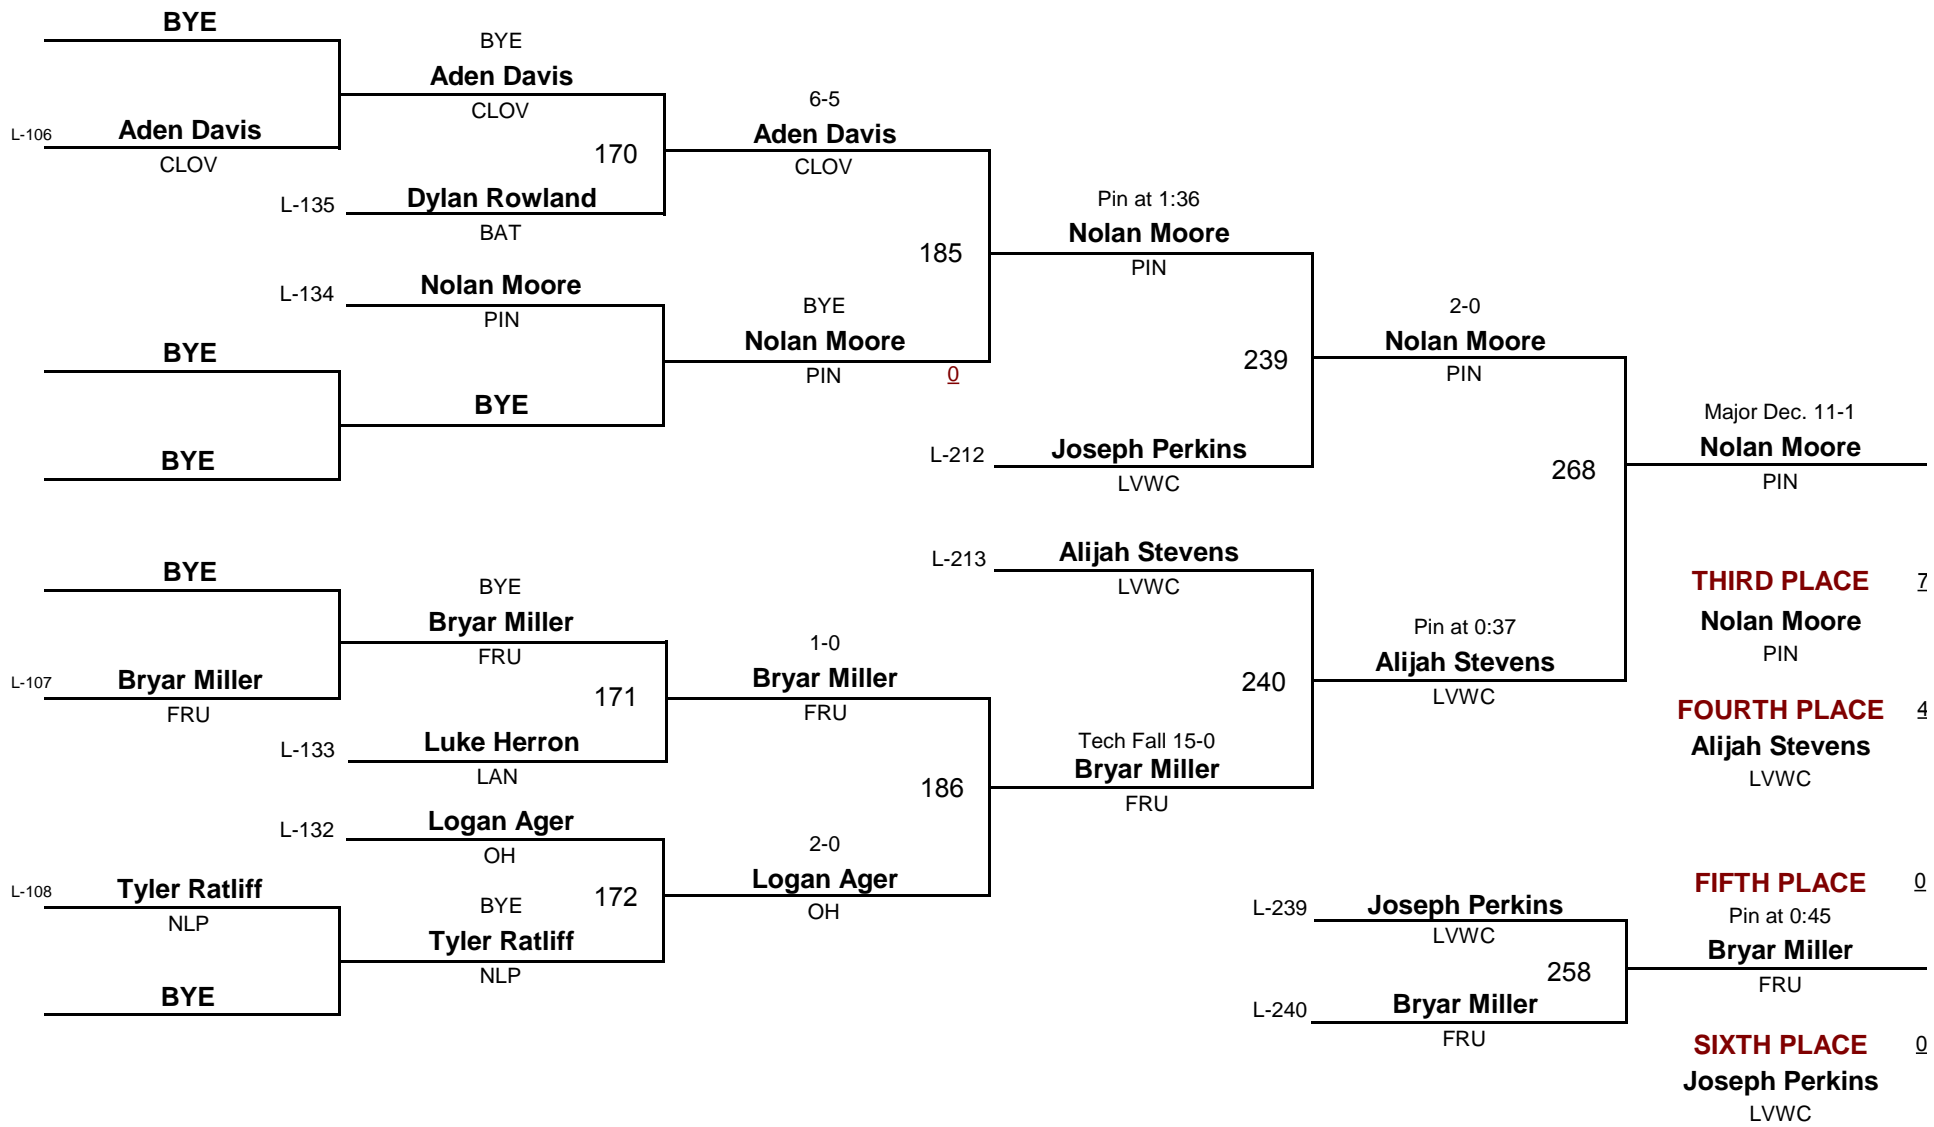 BYE
BYE
Aden Davis
CLOV
L-106
Aden Davis
CLOV
170
6-5
Aden Davis
CLOV
L-135
Dylan Rowland
BAT
Pin at 1:36
Nolan Moore
PIN
185
L-134
Nolan Moore
PIN
BYE
Nolan Moore
PIN
0
BYE
BYE
BYE
239
2-0
Nolan Moore
PIN
L-212
Joseph Perkins
LVWC
268
Major Dec. 11-1
Nolan Moore
PIN
BYE
BYE
Bryar Miller
FRU
L-107
Bryar Miller
FRU
171
1-0
Bryar Miller
FRU
L-133
Luke Herron
LAN
L-213
Alijah Stevens
LVWC
240
Pin at 0:37
Alijah Stevens
LVWC
THIRD PLACE 7
Nolan Moore
PIN
FOURTH PLACE 4
Alijah Stevens
LVWC
Tech Fall 15-0
Bryar Miller
FRU
186
L-132
Logan Ager
OH
2-0
Logan Ager
OH
L-108
Tyler Ratliff
NLP
172
BYE
Tyler Ratliff
NLP
BYE
L-239
Joseph Perkins
LVWC
258
L-240
Bryar Miller
FRU
FIFTH PLACE 0
Pin at 0:45
Bryar Miller
FRU
SIXTH PLACE 0
Joseph Perkins
LVWC